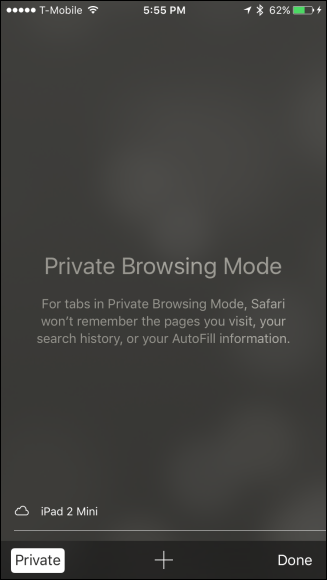 T-Mobile 5:55 PM 62%
Private Browsing Mode
For tabs in Private Browsing Mode, Safari
won't remember the pages you visit, your
search history, or your AutoFill information.
iPad 2 Mini
Private Done